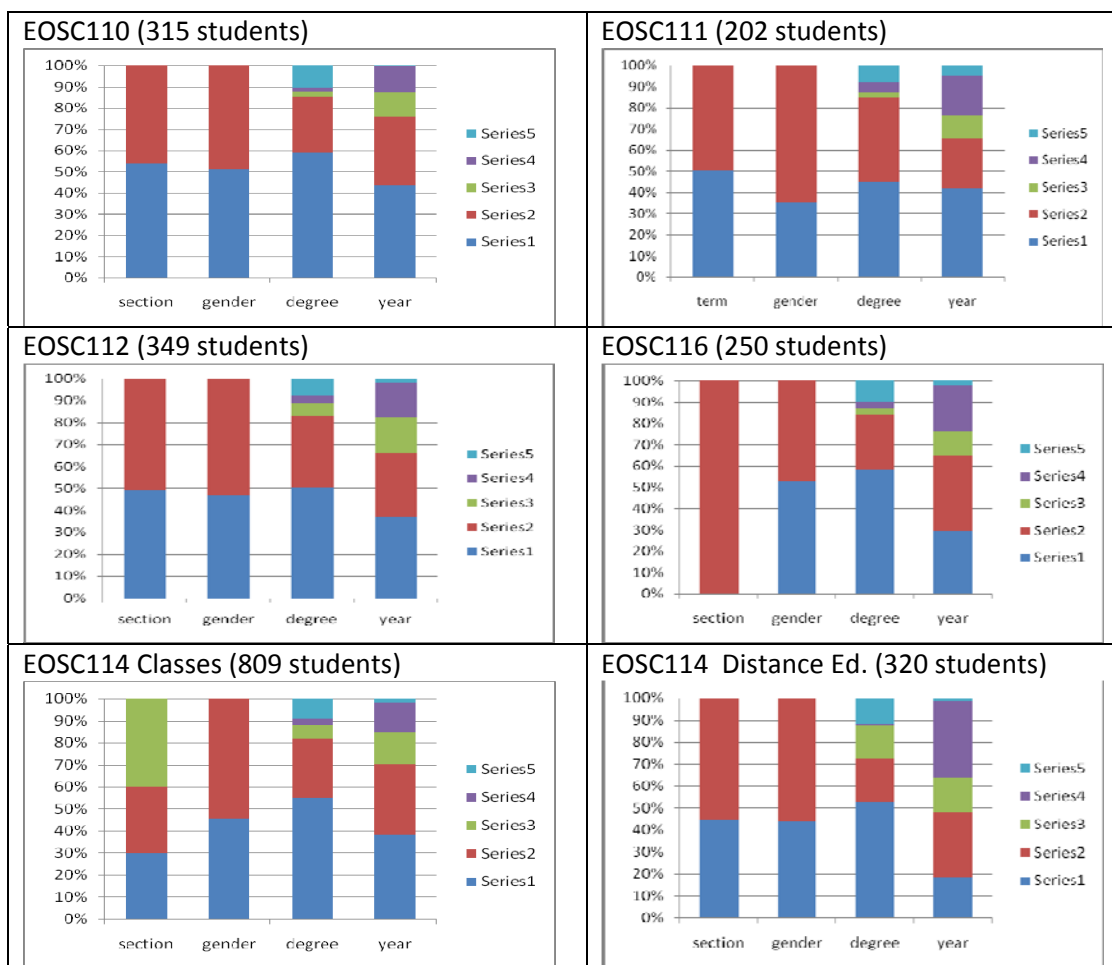 EOSC110 (315 students)
100%
90%
80%
70%
60%
50%
40%
30%
20%
10%
0%
section gender degree year
Series5
Series4
Series3
Series2
Series1
EOSC111 (202 students)
100%
90%
80%
70%
60%
50%
40%
30%
20%
10%
0%
term gender degree year
Series5
Series4
Series3
Series2
Series1
EOSC112 (349 students)
100%
90%
80%
70%
60%
50%
40%
30%
20%
10%
0%
section gender degree year
Series5
Series4
Series3
Series2
Series1
EOSC116 (250 students)
100%
90%
80%
70%
60%
50%
40%
30%
20%
10%
0%
section gender degree year
Series5
Series4
Series3
Series2
Series1
EOSC114 Classes (809 students)
100%
90%
80%
70%
60%
50%
40%
30%
20%
10%
0%
section gender degree year
Series5
Series4
Series3
Series2
Series1
EOSC114 Distance Ed. (320 students)
100%
90%
80%
70%
60%
50%
40%
30%
20%
10%
0%
section gender degree year
Series5
Series4
Series3
Series2
Series1